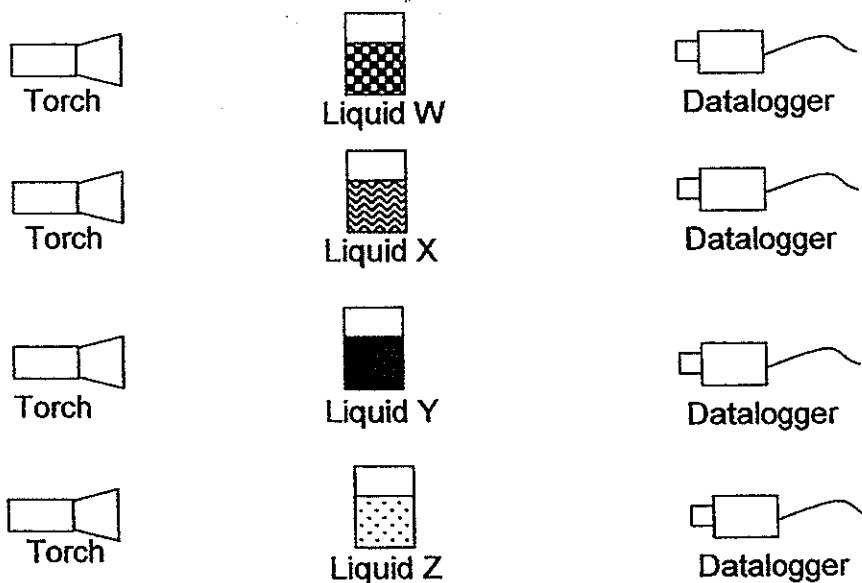 Torch
Liquid W
Datalogger
Torch
Liquid X
Datalogger
Torch
Liquid Y
Datalogger
Torch
Liquid Z
Datalogger